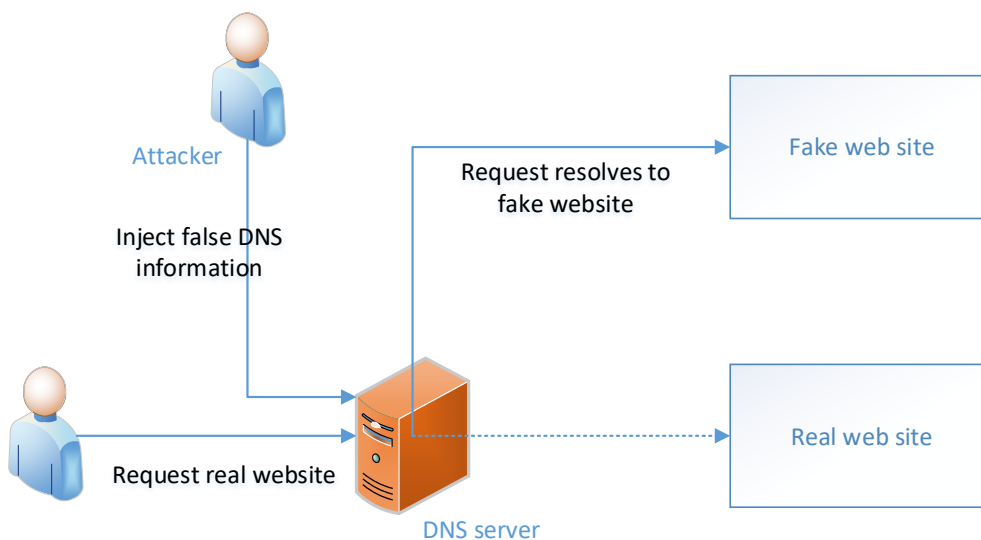 Attacker
Inject false DNS
information
Request resolves to
fake website
Fake web site
Request real website
DNS server
Real web site